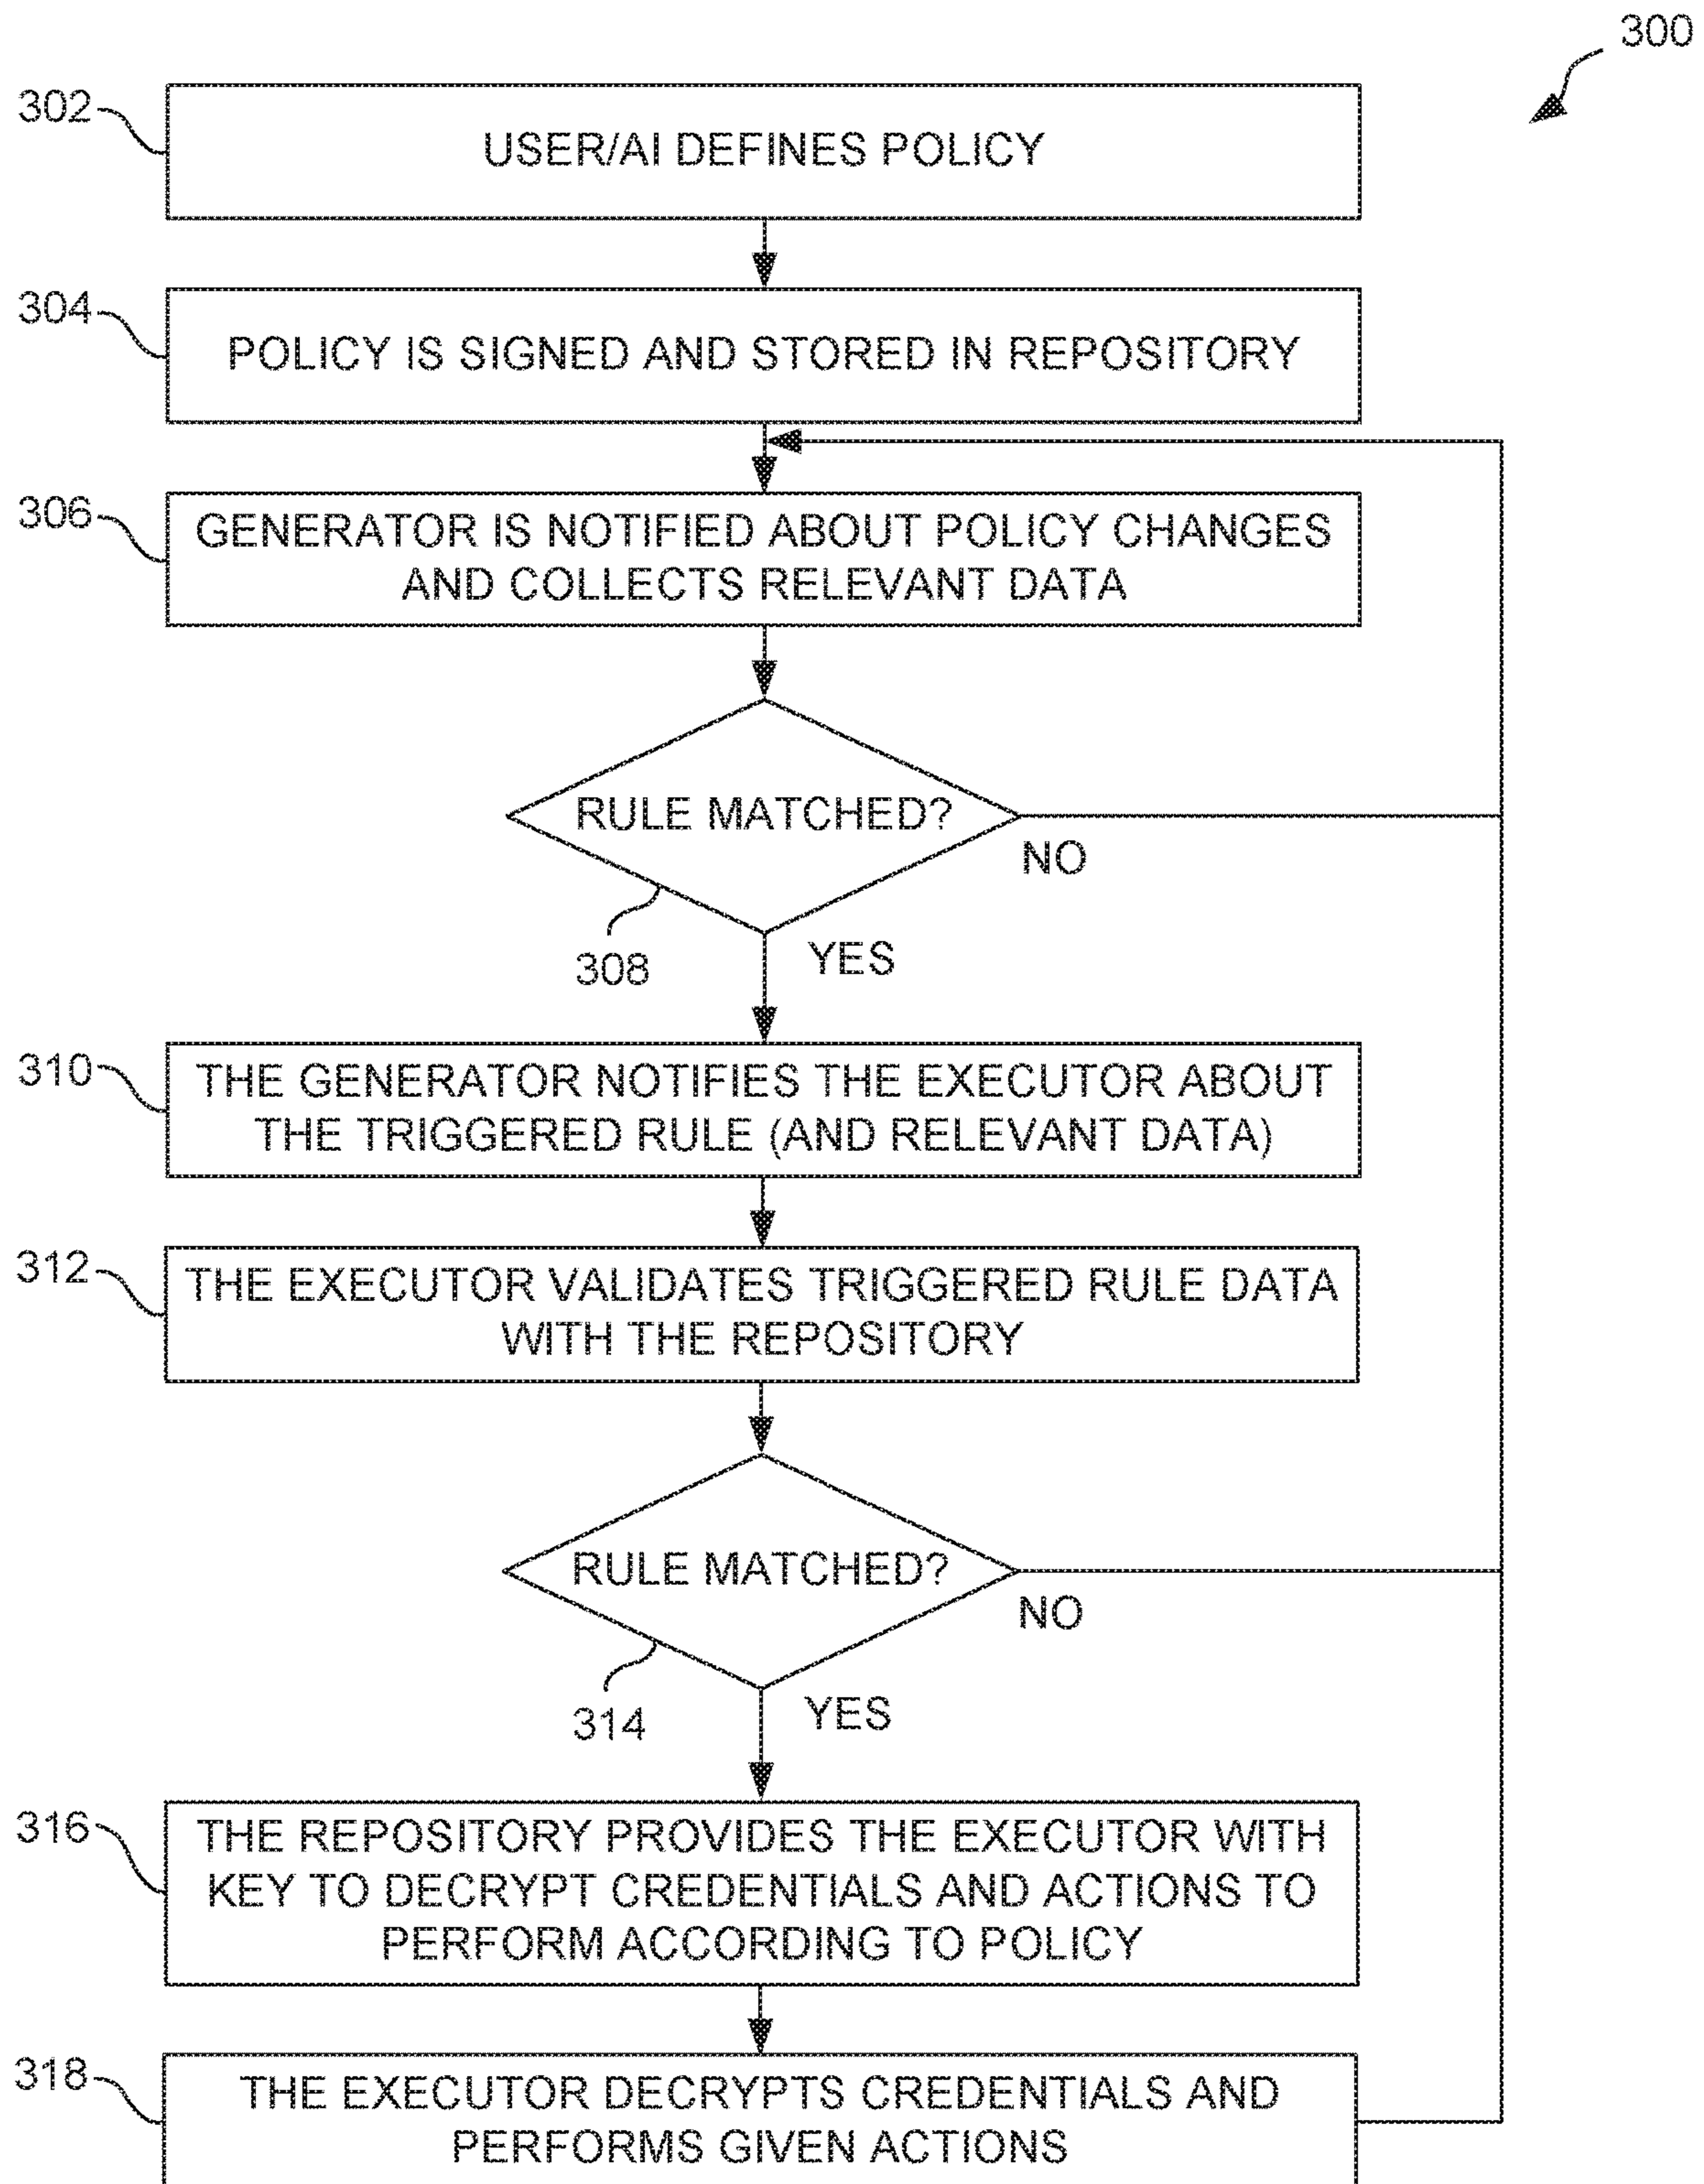 300
302
USER/AI DEFINES POLICY
304
POLICY IS SIGNED AND STORED IN REPOSITORY
306
GENERATOR IS NOTIFIED ABOUT POLICY CHANGES
AND COLLECTS RELEVANT DATA
RULE MATCHED?
NO
308
YES
310
THE GENERATOR NOTIFIES THE EXECUTOR ABOUT
THE TRIGGERED RULE (AND RELEVANT DATA)
312
THE EXECUTOR VALIDATES TRIGGERED RULE DATA
WITH THE REPOSITORY
RULE MATCHED?
NO
314
YES
316
THE REPOSITORY PROVIDES THE EXECUTOR WITH
KEY TO DECRYPT CREDENTIALS AND ACTIONS TO
PERFORM ACCORDING TO POLICY
318
THE EXECUTOR DECRYPTS CREDENTIALS AND
PERFORMS GIVEN ACTIONS